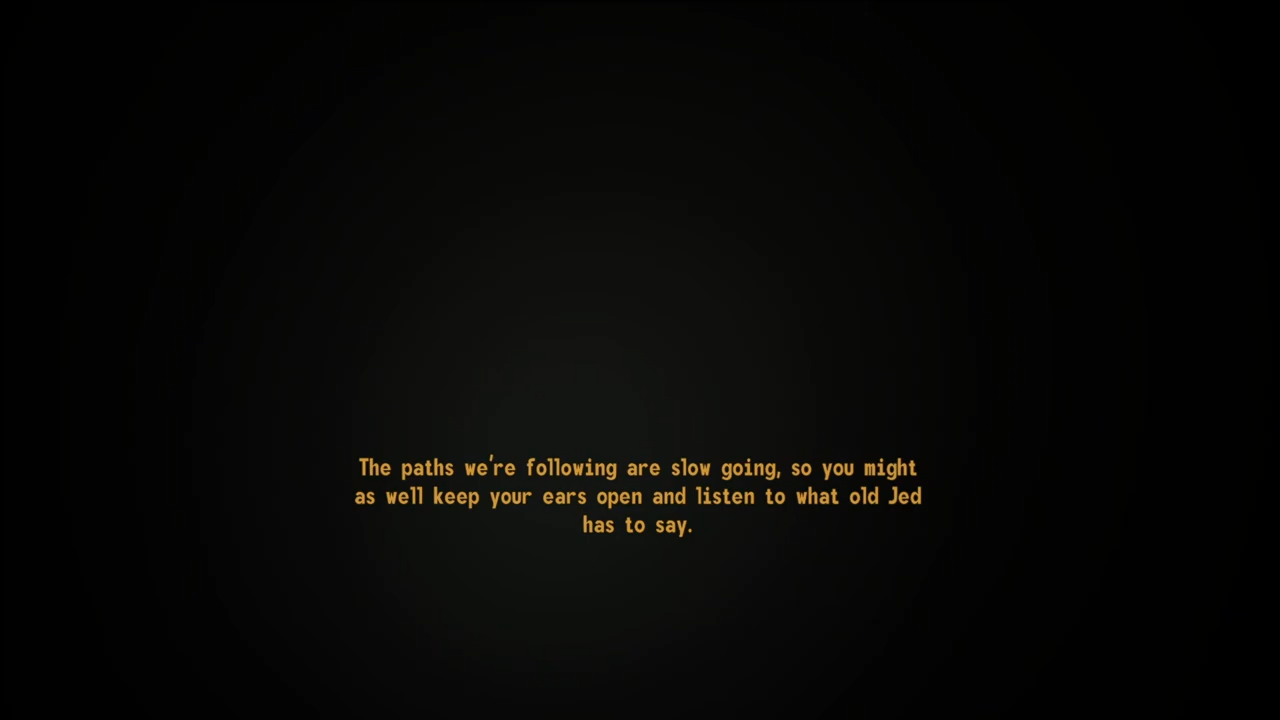 The paths we're following are slow going, so you might
as well keep your ears open and listen to what old Jed
has to say.